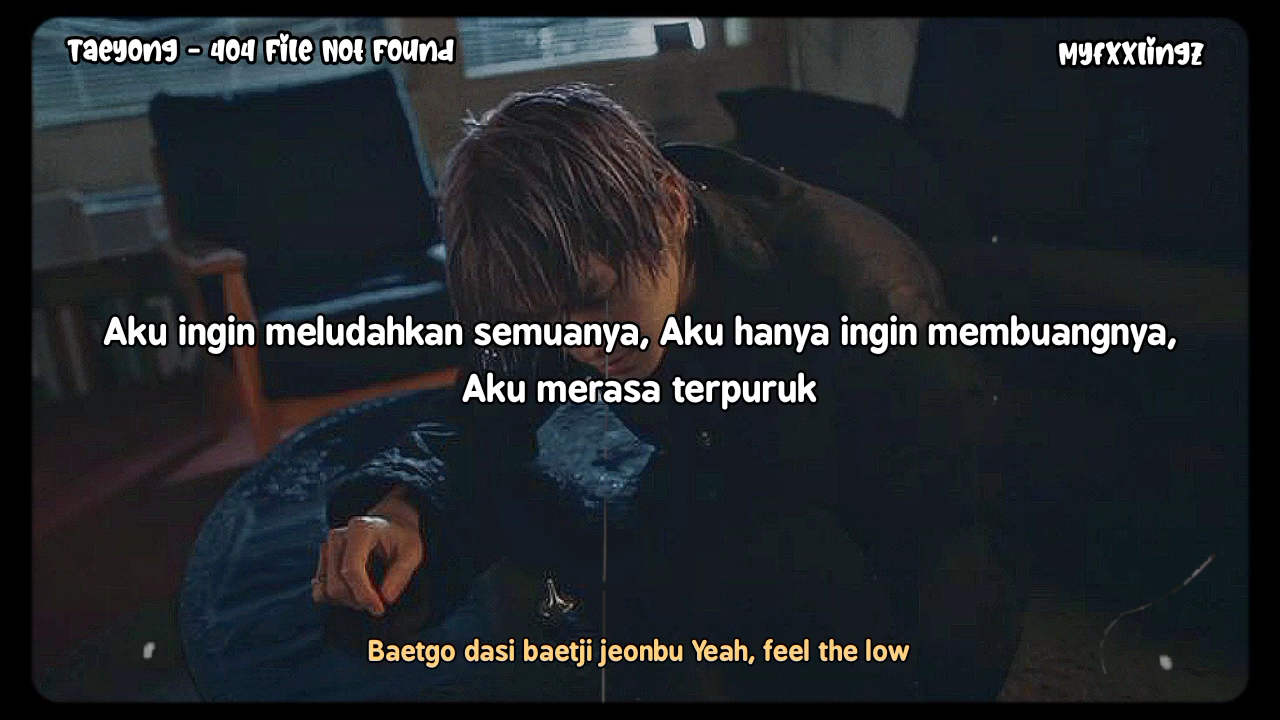 Taeyong - 404 File Not Found
MyfXXlingz
Aku ingin meludahkan semuanya, Aku hanya ingin membuangnya,
Aku merasa terpuruk
Baetgo dasi baetji jeonbu Yeah, feel the low